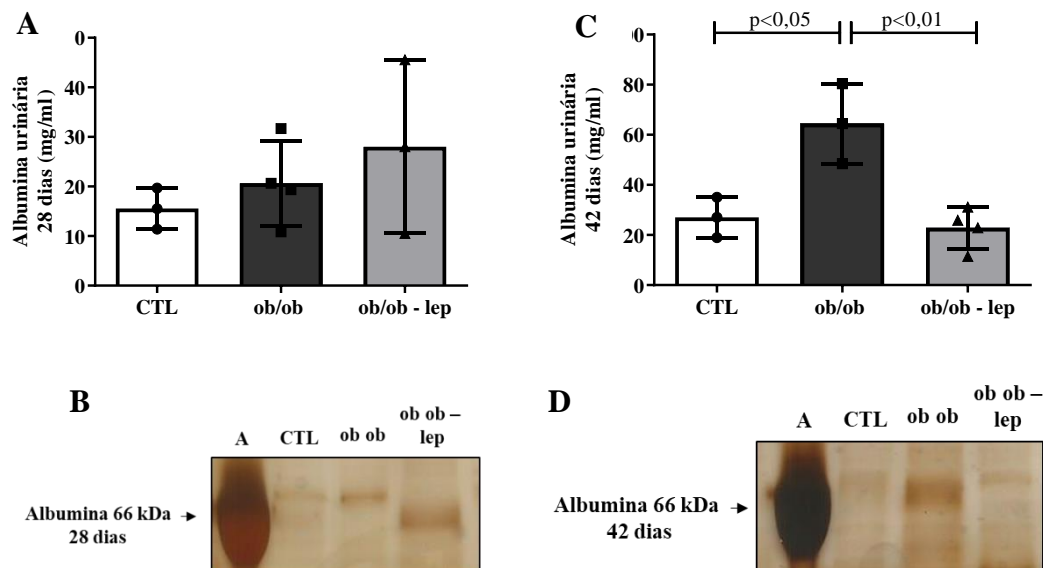 A
Albumina urinária
28 dias (mg/ml)
0
40
30
20
10
0
CTL
ob/ob
ob/ob - lep
C
p<0,05
p<0,01
Albumina urinária
42 dias (mg/ml)
00
80
60
40
20
0
CTL
ob/ob
ob/ob - lep
B
A
CTL
ob ob
ob ob –
lep
Albumina 66 kDa
28 dias
D
A
CTL
ob ob
ob ob –
lep
Albumina 66 kDa
42 dias